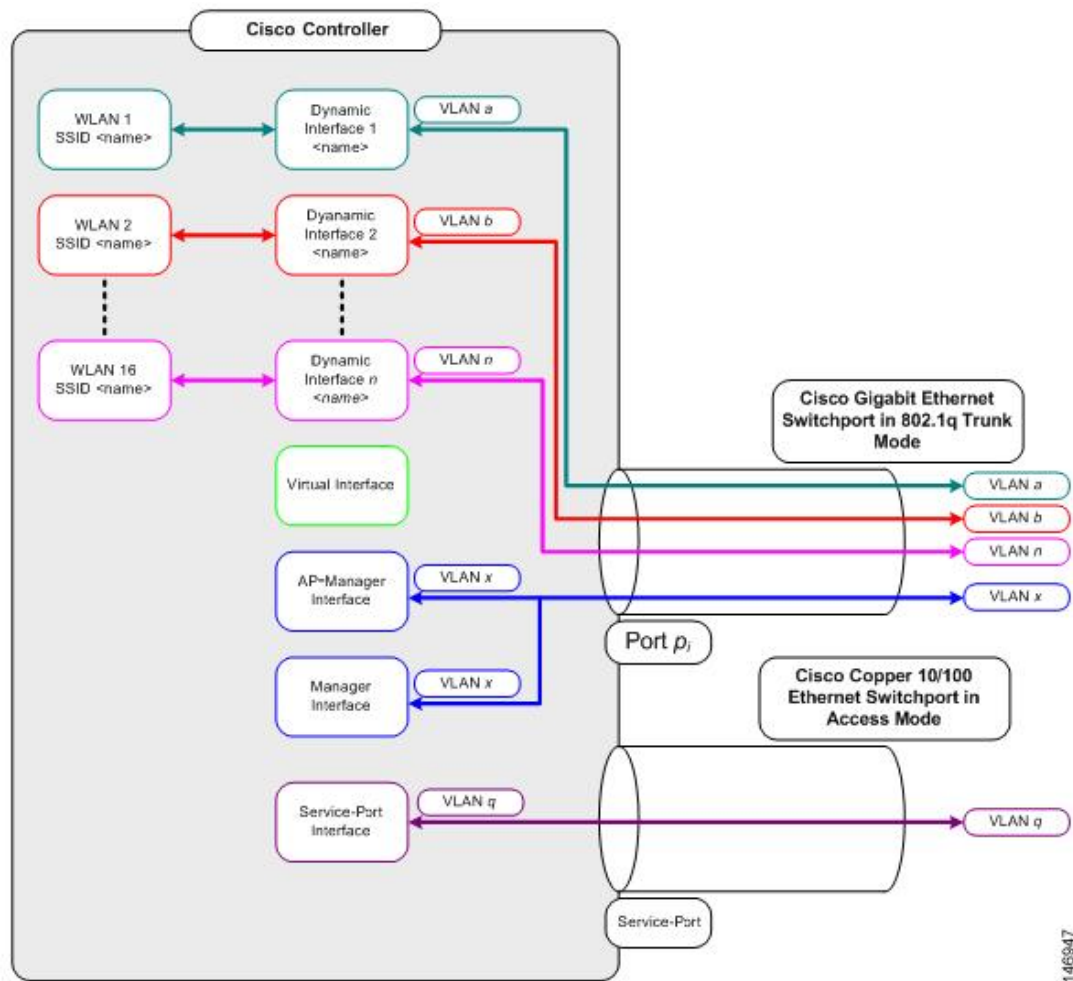 Cisco Controller
WLAN 1
SSID <name>
Dynamic
Interface 1
<name>
VLAN a
WLAN 2
SSID <name>
Dyanamic
Interface 2
<name>
VLAN b
WLAN 16
SSID <name>
Dynamic
Interface n
<name>
VLAN n
Virtual Interface
AP-Manager
Interface
VLAN x
Manager
Interface
VLAN x
Service-Port
Interface
VLAN q
Cisco Gigabit Ethernet
Switchport in 802.1q Trunk
Mode
VLAN a
VLAN b
VLAN n
VLAN x
Port pj
Cisco Copper 10/100
Ethernet Switchport in
Access Mode
VLAN q
Service-Port
146947